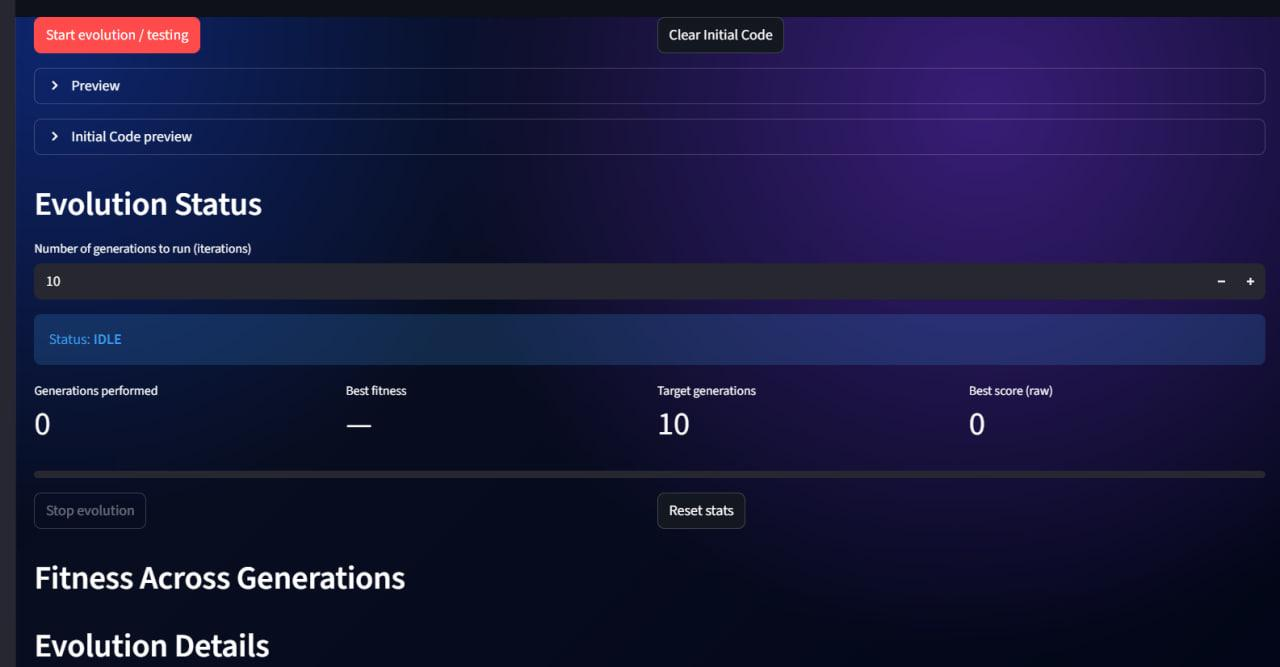 Start evolution / testing
Clear Initial Code
Preview
Initial Code preview
Evolution Status
Number of generations to run (iterations)
10
Status: IDLE
Generations performed
Best fitness
Target generations
Best score (raw)
0
—
10
0
Stop evolution
Reset stats
Fitness Across Generations
Evolution Details